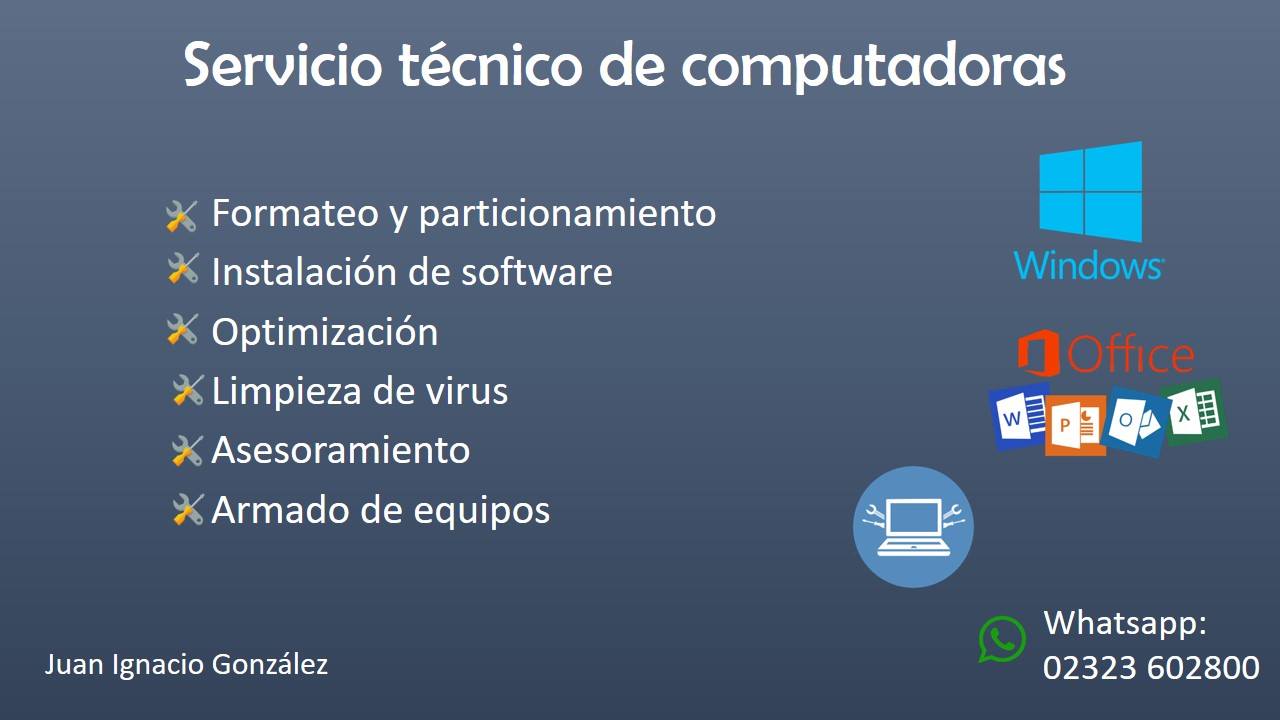 Servicio técnico de computadoras
Formateo y particionamiento
Instalación de software
Optimización
Limpieza de virus
Asesoramiento
Armado de equipos
Windows
Office
W
P
O
X
Whatsapp:
02323 602800
Juan Ignacio González